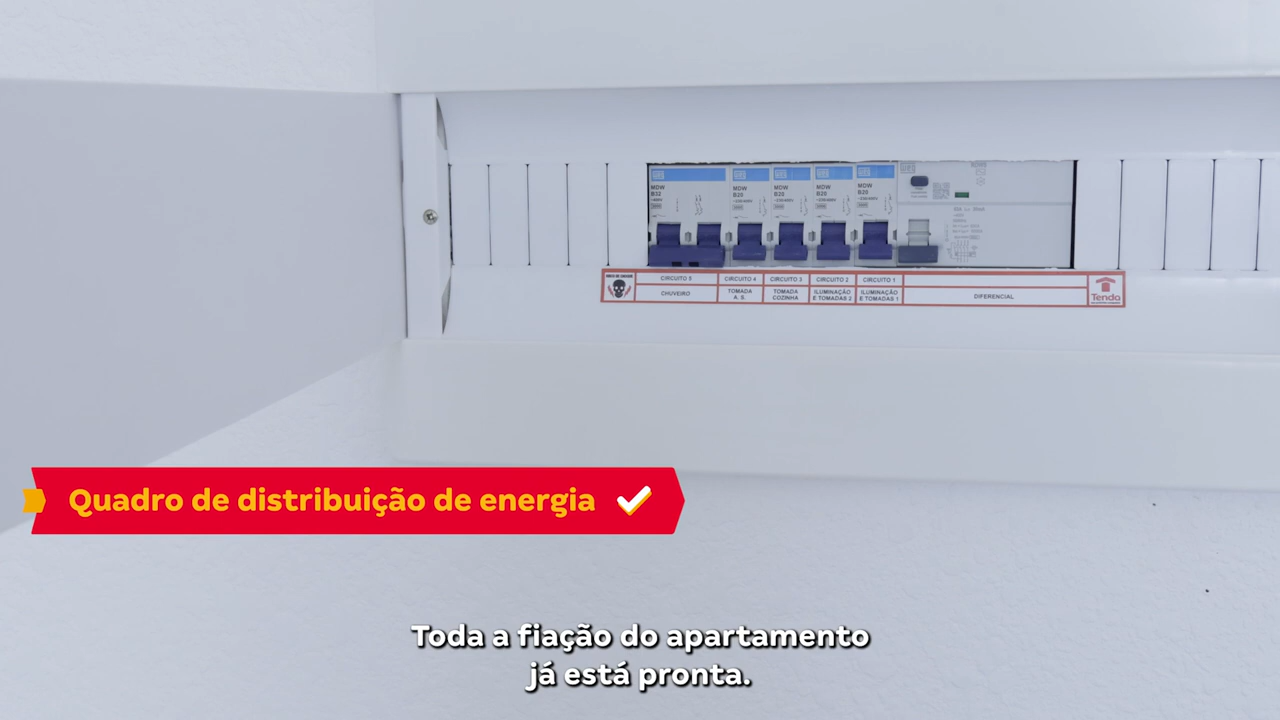 MDW
B32
MDW
B20
MDW
B20
MDW
B20
MDW
B20
CIRCUITO 5
CIRCUITO 4
CIRCUITO 3
CIRCUITO 2
CIRCUITO 1
CHUVEIRO
TOMADA
A. S.
TOMADA
COZINHA
ILUMINAÇÃO
E TOMADAS 2
ILUMINAÇÃO
E TOMADAS 1
DIFERENCIAL
Tenda
Quadro de distribuição de energia
Toda a fiação do apartamento
já está pronta.